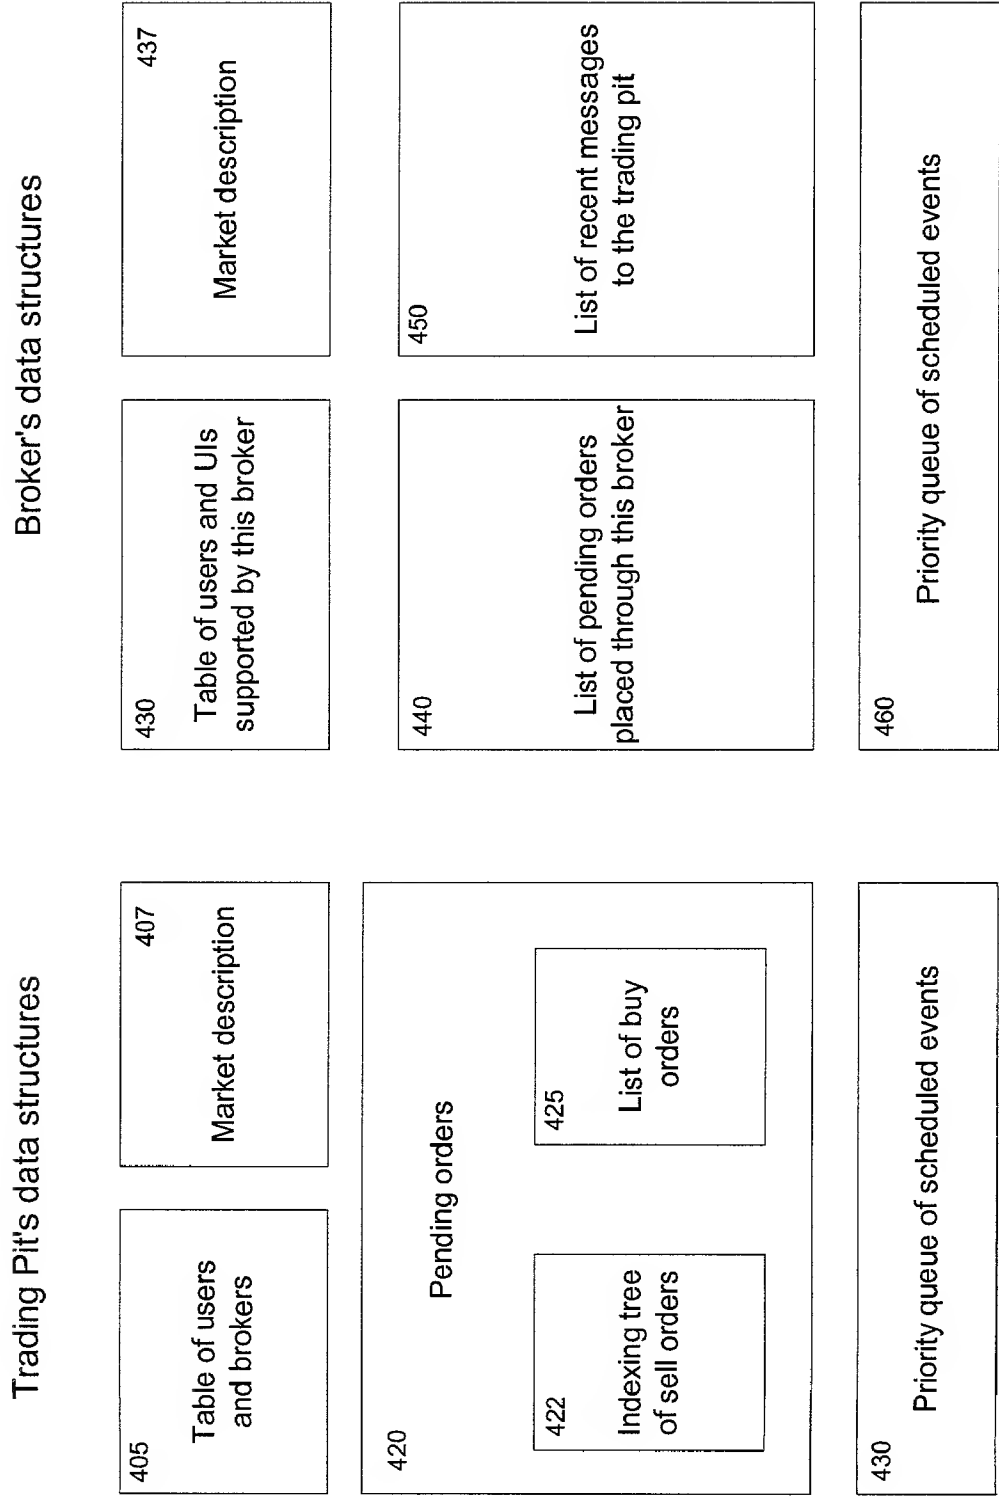 Trading Pit's data structures
405
Table of users
and brokers
407
Market description
420
Pending orders
422
Indexing tree
of sell orders
425
List of buy
orders
430
Priority queue of scheduled events
Broker's data structures
430
Table of users and UIs
supported by this broker
437
Market description
440
List of pending orders
placed through this broker
450
List of recent messages
to the trading pit
460
Priority queue of scheduled events